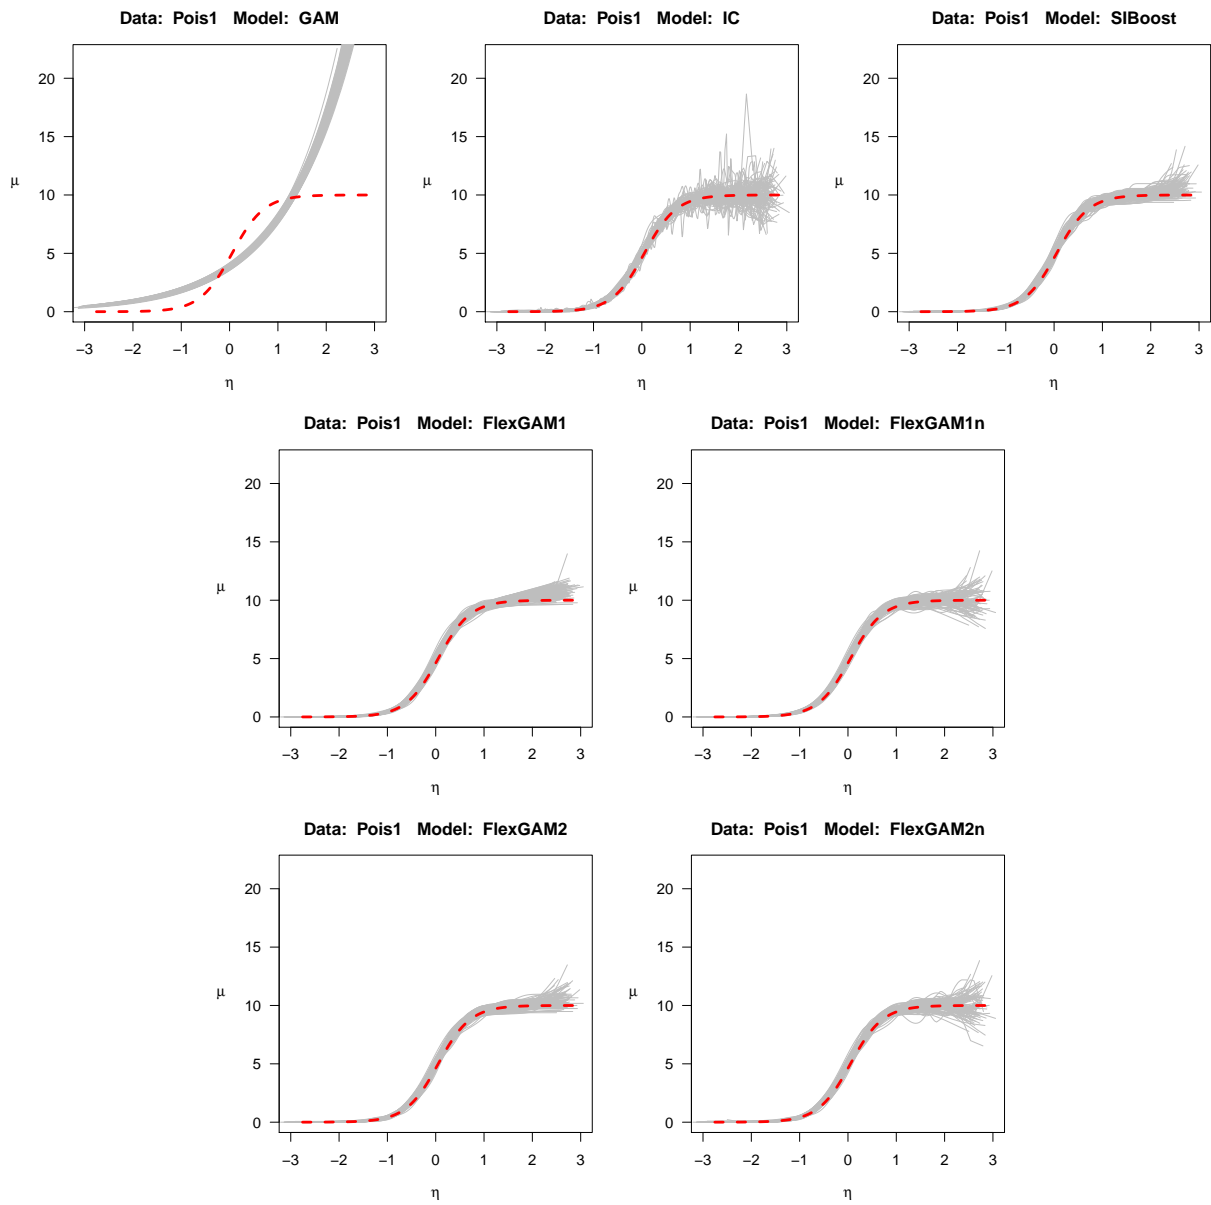 Data: Pois1 Model: GAM
μ
20
15
10
5
0
−3 −2 −1 0 1 2 3
η
Data: Pois1 Model: IC
μ
20
15
10
5
0
−3 −2 −1 0 1 2 3
η
Data: Pois1 Model: SIBoost
μ
20
15
10
5
0
−3 −2 −1 0 1 2 3
η
Data: Pois1 Model: FlexGAM1
μ
20
15
10
5
0
−3 −2 −1 0 1 2 3
η
Data: Pois1 Model: FlexGAM1n
μ
20
15
10
5
0
−3 −2 −1 0 1 2 3
η
Data: Pois1 Model: FlexGAM2
μ
20
15
10
5
0
−3 −2 −1 0 1 2 3
η
Data: Pois1 Model: FlexGAM2n
μ
20
15
10
5
0
−3 −2 −1 0 1 2 3
η